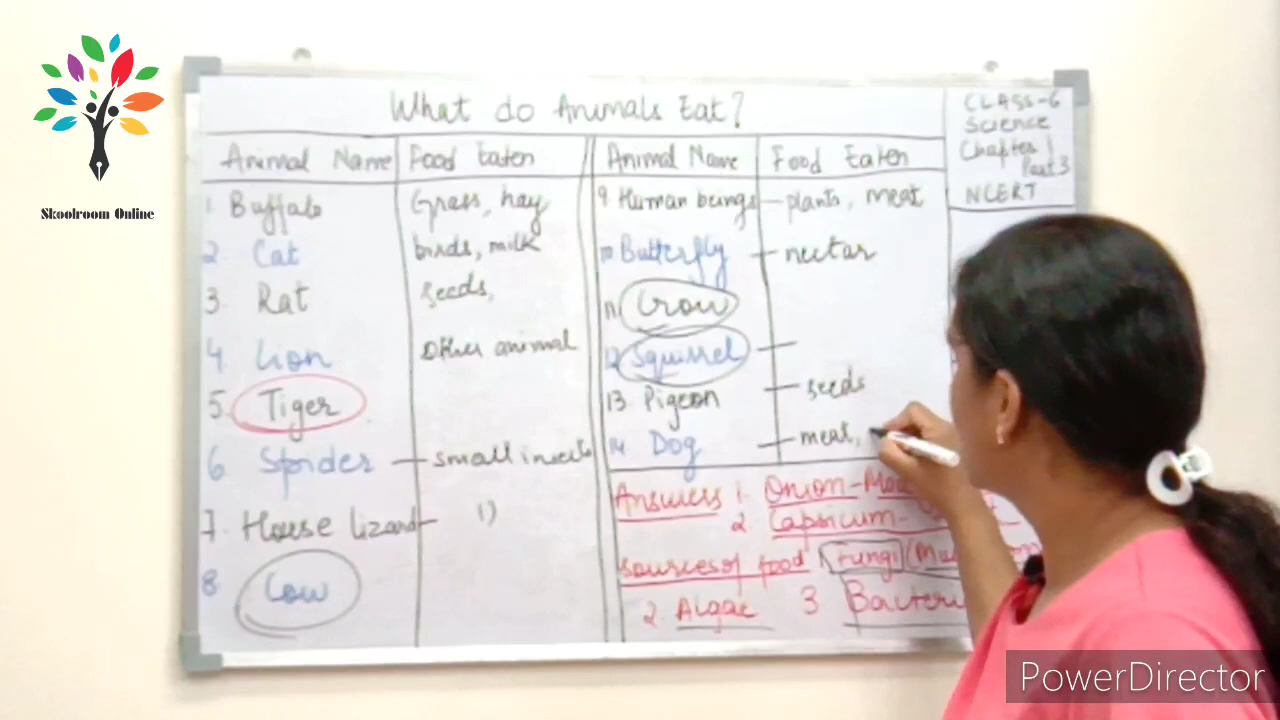 Skoolroom Online
What do Animals Eat?
CLASS-6
Science
Chapter 1
Part 3
NCERT
Animal Name Food Eaten
1. Buffalo Grass, hay
2. Cat birds, milk
3. Rat seeds,
4. Lion Other animal
5. Tiger
6 Spider — small insects
7. House lizard — 1)
8 Cow
Animal Name Food Eaten
9. Human beings — plants, meat
10. Butterfly — nectar
11. Crow
12. Squirrel —
13. Pigeon — seeds
14 Dog — meat,
Answers 1. Onion-
2 Capsicum-
sources of food 1 Fungi
2. Algae 3 Bacteri
PowerDirector